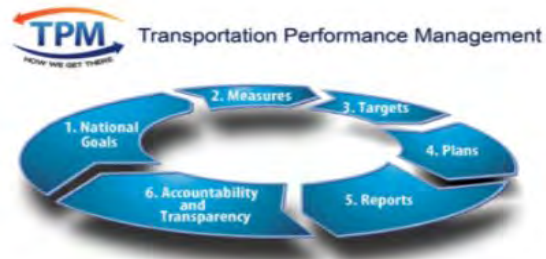 TPM
HOW WE GET THERE
Transportation Performance Management
1. National
Goals
2. Measures
3. Targets
4. Plans
5. Reports
6. Accountability
and
Transparency